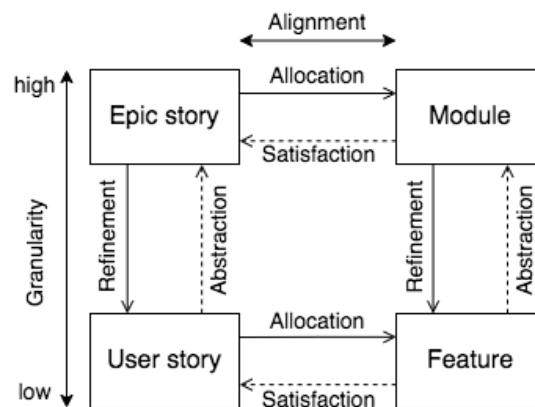 Alignment
high
Allocation
Epic story
Module
Satisfaction
Granularity
Refinement
Abstraction
Refinement
Abstraction
Allocation
User story
Feature
Satisfaction
low